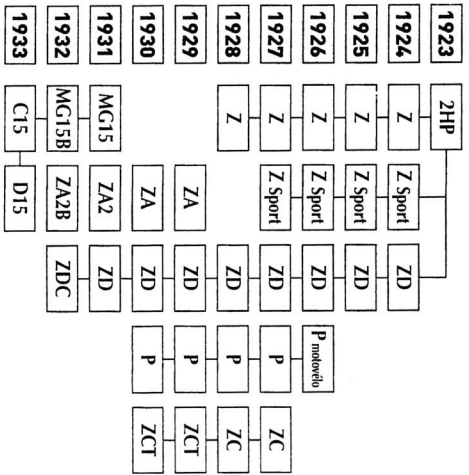 1923 2HP
1924 Z Z Sport ZD
1925 Z Z Sport ZD
1926 Z Z Sport ZD P motovélo
1927 Z Z Sport ZD P ZC
1928 Z ZD P ZC
1929 ZA ZD P ZCT
1930 ZA ZD P ZCT
1931 MG15 ZA2 ZD
1932 MG15B ZA2B ZDC
1933 C15 D15